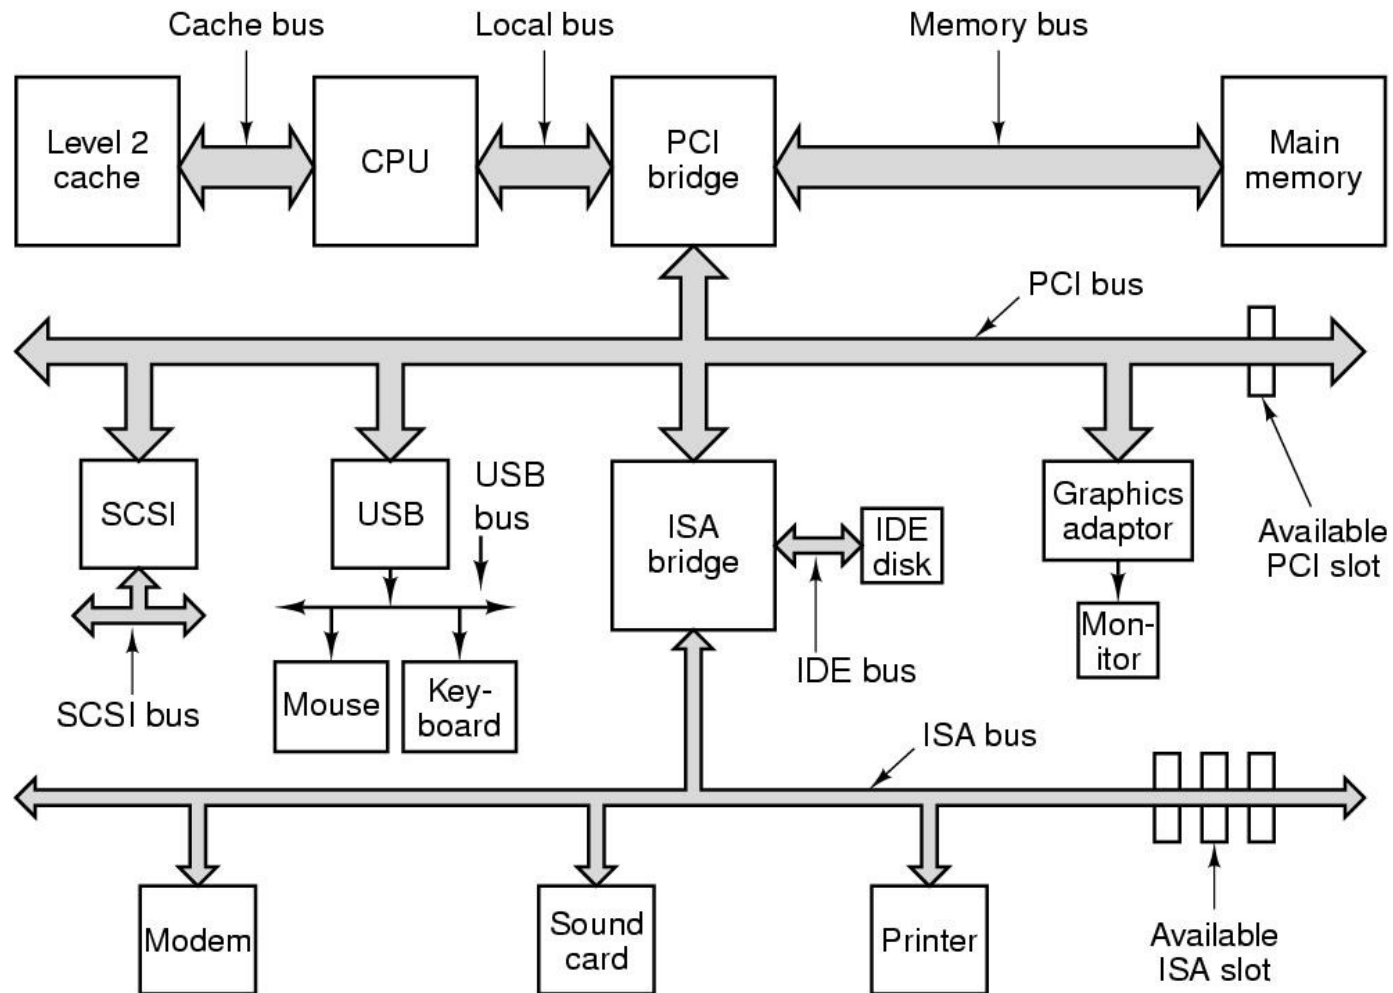 Cache bus
Local bus
Memory bus
Level 2
cache
CPU
PCI
bridge
Main
memory
PCI bus
SCSI
USB
USB
bus
ISA
bridge
IDE
disk
Graphics
adaptor
Available
PCI slot
Mon-
itor
IDE bus
SCSI bus
Mouse
Key-
board
ISA bus
Modem
Sound
card
Printer
Available
ISA slot